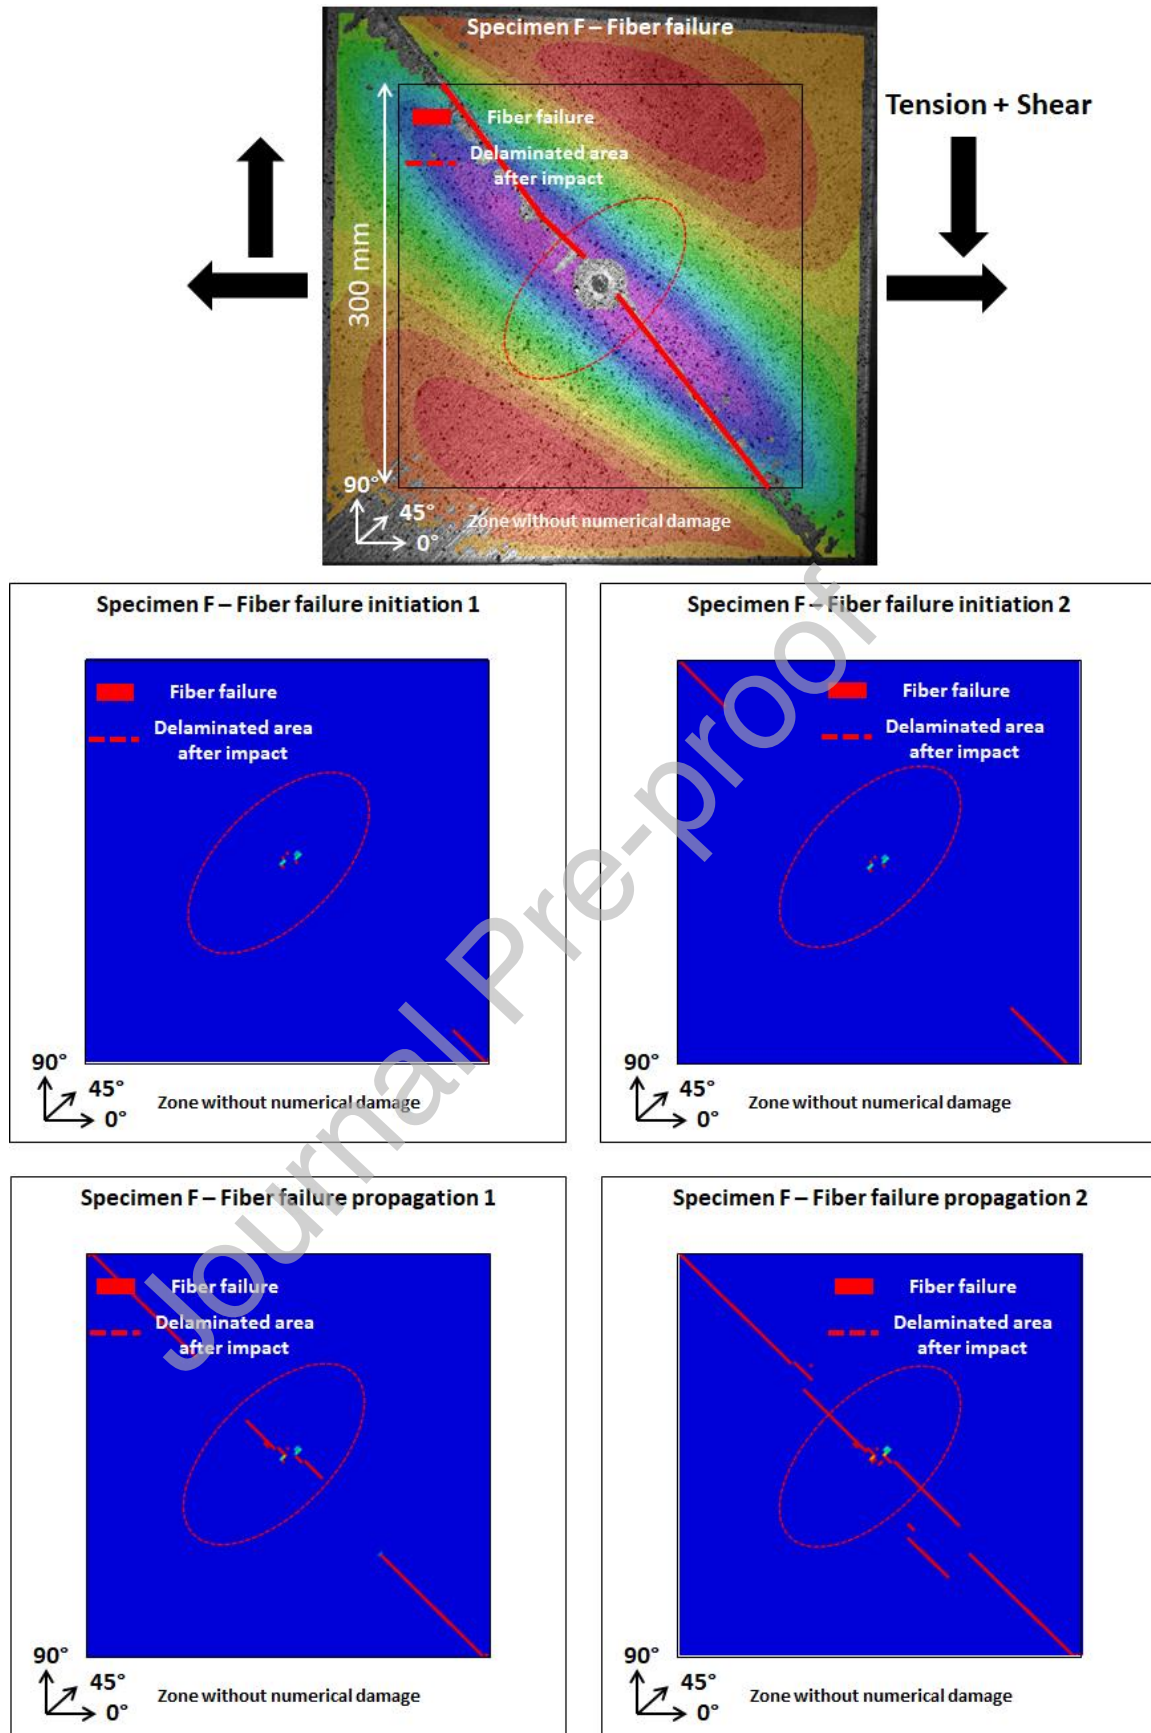 Specimen F – Fiber failure
Fiber failure
Delaminated area
after impact
Tension + Shear
300 mm
90°
45°
0°
Zone without numerical damage
Specimen F – Fiber failure initiation 1
Fiber failure
Delaminated area
after impact
90°
45°
0°
Zone without numerical damage
Specimen F – Fiber failure initiation 2
Fiber failure
Delaminated area
after impact
90°
45°
0°
Zone without numerical damage
Specimen F – Fiber failure propagation 1
Fiber failure
Delaminated area
after impact
90°
45°
0°
Zone without numerical damage
Specimen F – Fiber failure propagation 2
Fiber failure
Delaminated area
after impact
90°
45°
0°
Zone without numerical damage
Journal Pre-proof